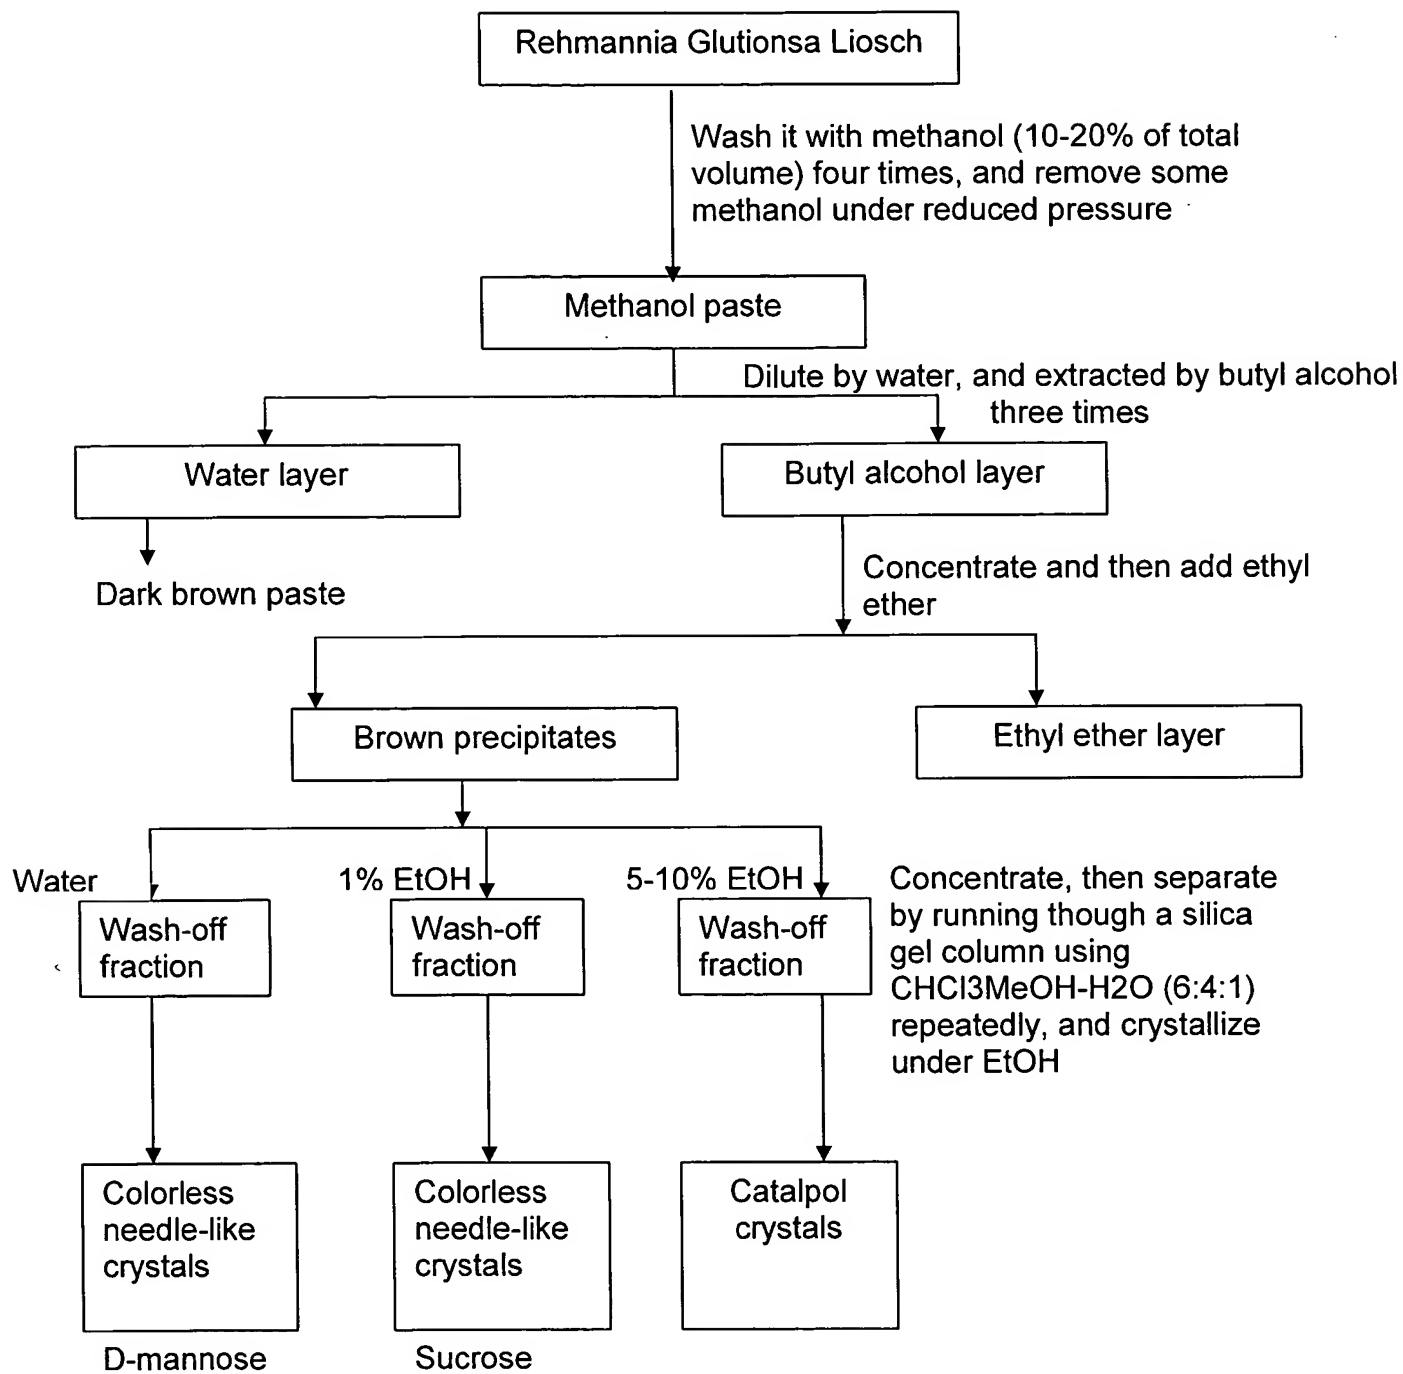 Rehmannia Glutionsa Liosch
Wash it with methanol (10-20% of total
volume) four times, and remove some
methanol under reduced pressure
Methanol paste
Dilute by water, and extracted by butyl alcohol
three times
Water layer
Butyl alcohol layer
Dark brown paste
Concentrate and then add ethyl
ether
Brown precipitates
Ethyl ether layer
Water
1% EtOH
5-10% EtOH
Wash-off
fraction
Wash-off
fraction
Wash-off
fraction
Concentrate, then separate
by running though a silica
gel column using
CHCl3MeOH-H2O (6:4:1)
repeatedly, and crystallize
under EtOH
Colorless
needle-like
crystals
Colorless
needle-like
crystals
Catalpol
crystals
D-mannose
Sucrose